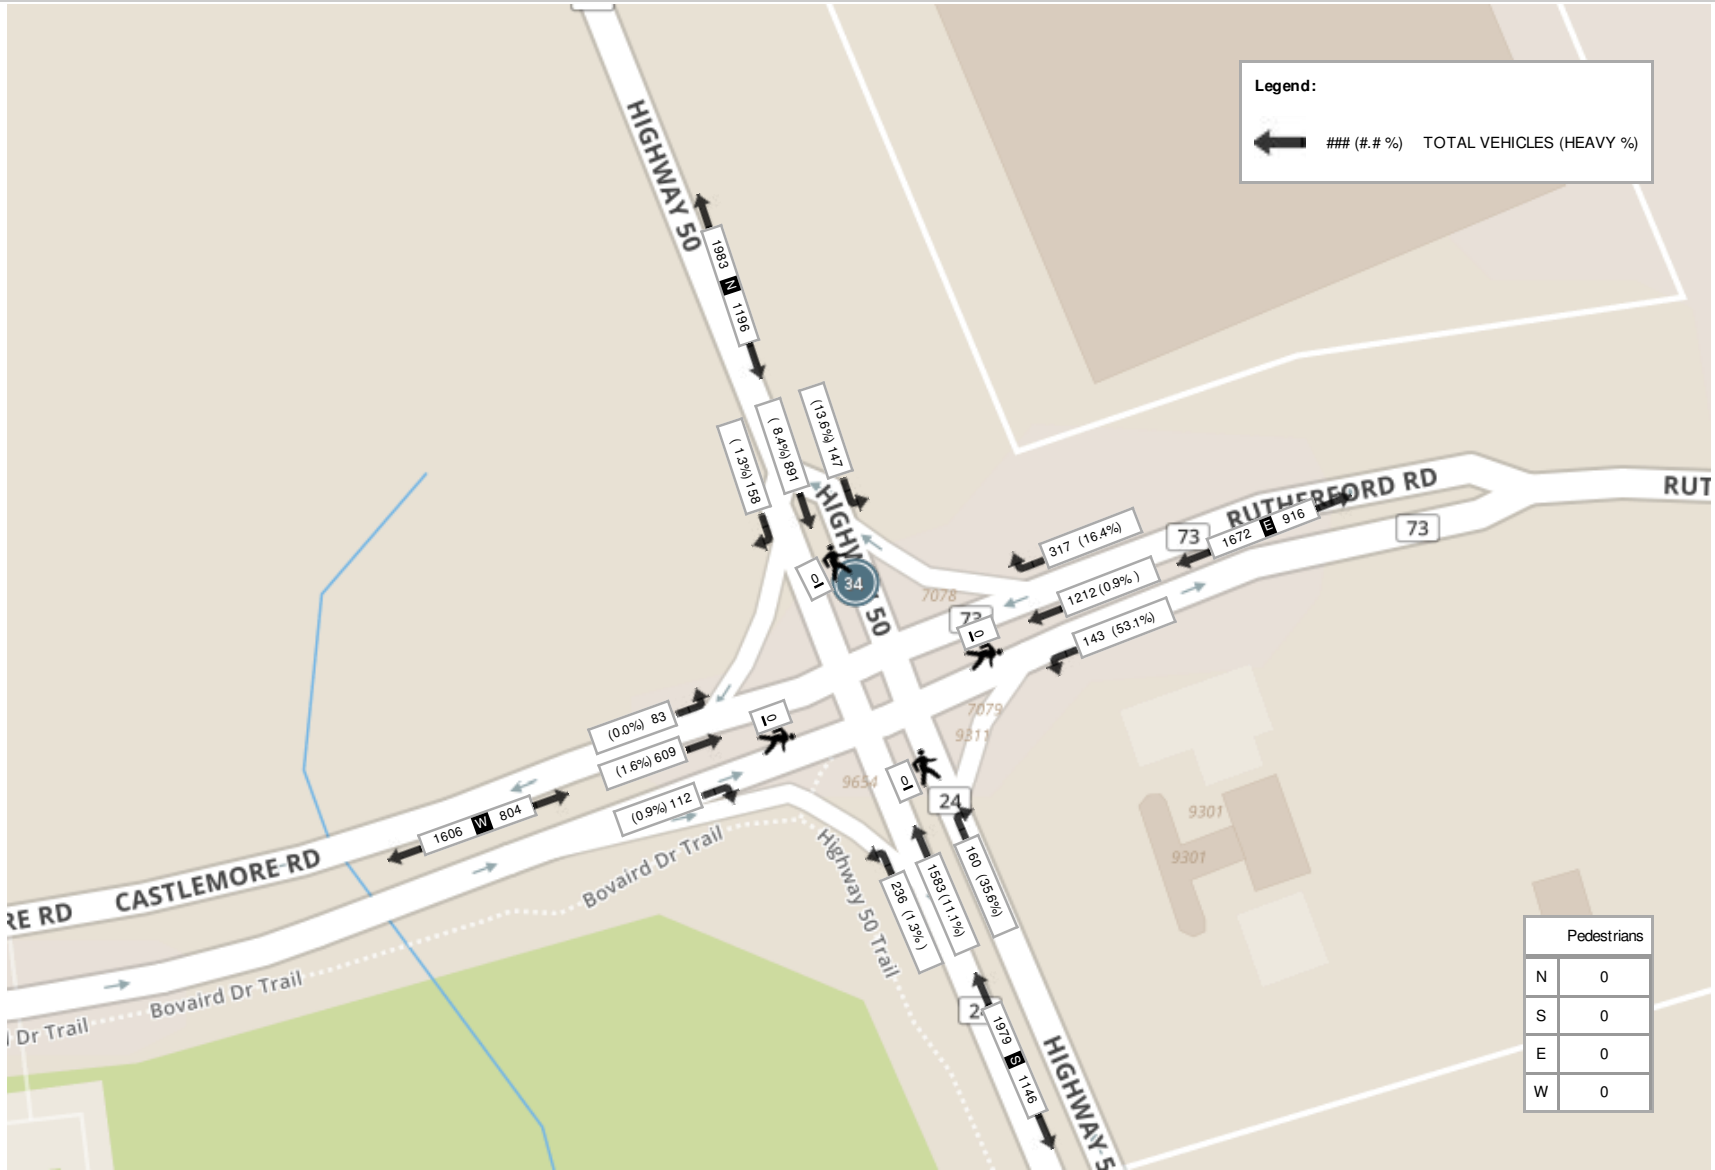 Legend:
### (#.# %) TOTAL VEHICLES (HEAVY %)
HIGHWAY 50
1983 N 1196
(1.3%) 158
(8.4%) 891
(13.6%) 147
HIGHWAY 50
34
0
RUTHERFORD RD
RUT
73
73
1672 E 916
317 (16.4%)
1212 (0.9%)
143 (53.1%)
7078
73
0
7079
9311
0
(0.0%) 83
(1.6%) 609
(0.9%) 112
1606 W 804
9654
0
24
9301
9301
CASTLEMORE RD
RE RD
Bovaird Dr Trail
Highway 50 Trail
236 (1.3%)
1583 (11.1%)
160 (35.6%)
Bovaird Dr Trail
Dr Trail
1979 S 1146
HIGHWAY 5
Pedestrians
N 0
S 0
E 0
W 0